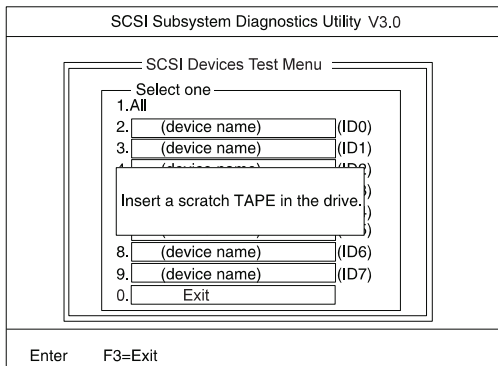 SCSI Subsystem Diagnostics Utility V3.0
SCSI Devices Test Menu
Select one
1.All
2. (device name) (ID0)
3. (device name) (ID1)
Insert a scratch TAPE in the drive.
8. (device name) (ID6)
9. (device name) (ID7)
0. Exit
Enter F3=Exit